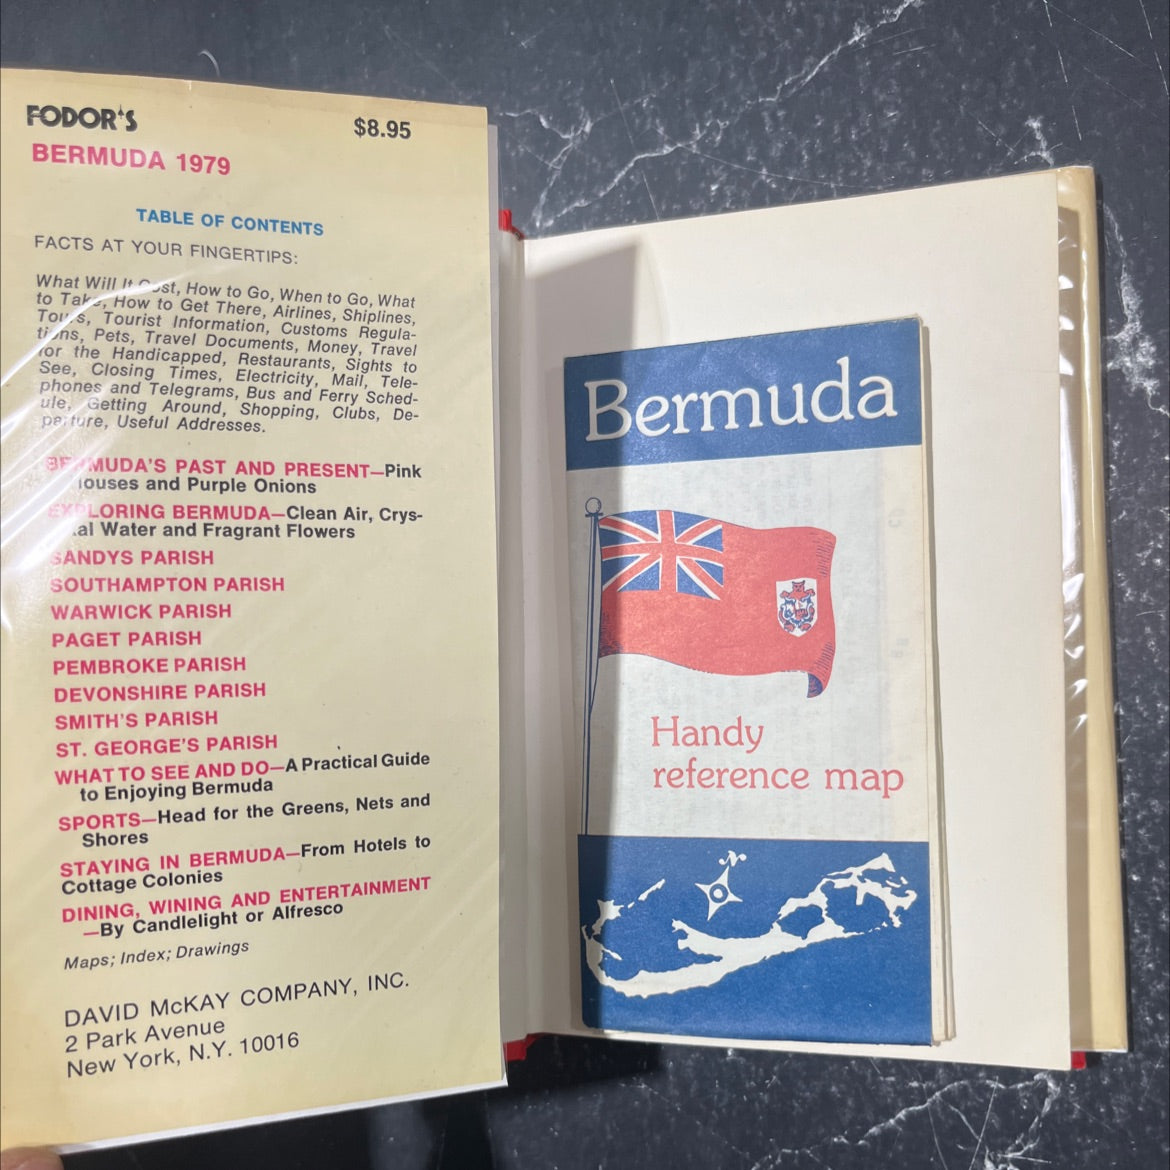 FODOR'S
$8.95
BERMUDA 1979
TABLE OF CONTENTS
FACTS AT YOUR FINGERTIPS:
What Will It Cost, How to Go, When to Go, What
to Take, How to Get There, Airlines, Shiplines,
Tours, Tourist Information, Customs Regula-
tions, Pets, Travel Documents, Money, Travel
for the Handicapped, Restaurants, Sights to
See, Closing Times, Electricity, Mail, Tele-
phones and Telegrams, Bus and Ferry Sched-
ule, Getting Around, Shopping, Clubs, De-
parture, Useful Addresses.
BERMUDA'S PAST AND PRESENT—Pink
Houses and Purple Onions
EXPLORING BERMUDA—Clean Air, Crys-
tal Water and Fragrant Flowers
SANDYS PARISH
SOUTHAMPTON PARISH
WARWICK PARISH
PAGET PARISH
PEMBROKE PARISH
DEVONSHIRE PARISH
SMITH'S PARISH
ST. GEORGE'S PARISH
WHAT TO SEE AND DO—A Practical Guide
to Enjoying Bermuda
SPORTS—Head for the Greens, Nets and
Shores
STAYING IN BERMUDA—From Hotels to
Cottage Colonies
DINING, WINING AND ENTERTAINMENT
—By Candlelight or Alfresco
Maps; Index; Drawings
DAVID McKAY COMPANY, INC.
2 Park Avenue
New York, N.Y. 10016
Bermuda
Handy
reference map
N